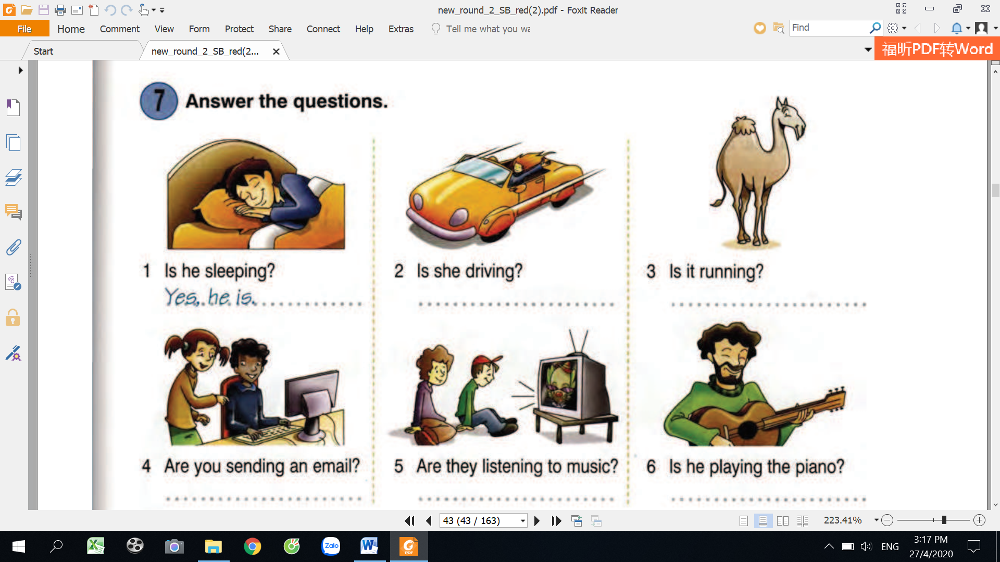 new_round_2_SB_red(2).pdf - Foxit Reader
File Home Comment View Form Protect Share Connect Help Extras Tell me what you wa
Find
Start new_round_2_SB_red(2...
福昕PDF转Word
7 Answer the questions.
1 Is he sleeping?
Yes, he is.
2 Is she driving?
3 Is it running?
4 Are you sending an email?
5 Are they listening to music?
6 Is he playing the piano?
43 (43 / 163)
223.41%
Zalo
W
PDF
ENG
3:17 PM
27/4/2020